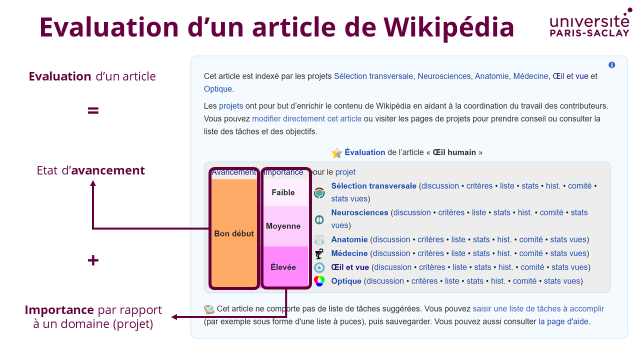 Evaluation d’un article de Wikipédia
université
PARIS-SACLAY
Evaluation d’un article
=
Etat d’avancement
+
Importance par rapport
à un domaine (projet)
Cet article est indexé par les projets Sélection transversale, Neurosciences, Anatomie, Médecine, Œil et vue et
Optique.
Les projets ont pour but d’enrichir le contenu de Wikipédia en aidant à la coordination du travail des contributeurs.
Vous pouvez modifier directement cet article ou visiter les pages de projets pour prendre conseil ou consulter la
liste des tâches et des objectifs.
Évaluation de l’article « Œil humain »
Avancement Importance pour le projet
Bon début
Faible
Moyenne
Élevée
Sélection transversale (discussion • critères • liste • stats • hist. • comité •
stats vues)
Neurosciences (discussion • critères • liste • stats • hist. • comité • stats
vues)
Anatomie (discussion • critères • liste • stats • hist. • comité • stats vues)
Médecine (discussion • critères • liste • stats • hist. • comité • stats vues)
Œil et vue (discussion • critères • liste • stats • hist. • comité • stats vues)
Optique (discussion • critères • liste • stats • hist. • comité • stats vues)
Cet article ne comporte pas de liste de tâches suggérées. Vous pouvez saisir une liste de tâches à accomplir
(par exemple sous forme d’une liste à puces), puis sauvegarder. Vous pouvez aussi consulter la page d’aide.